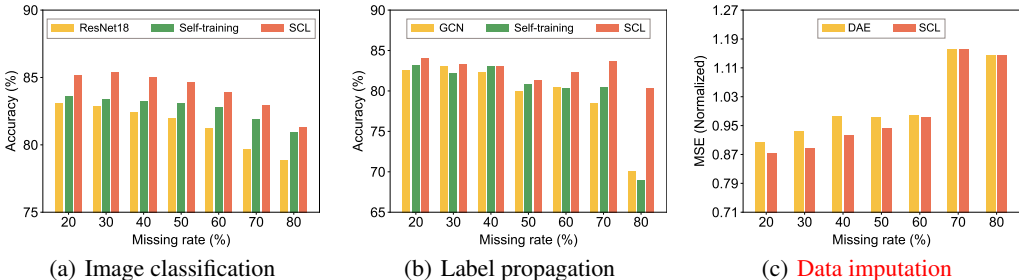 ResNet18 Self-training SCL
Accuracy (%)
90
85
80
75
20 30 40 50 60 70 80
Missing rate (%)
(a) Image classification
GCN Self-training SCL
Accuracy (%)
90
85
80
75
70
65
20 30 40 50 60 70 80
Missing rate (%)
(b) Label propagation
DAE SCL
MSE (Normalized)
1.27
1.19
1.11
1.03
0.95
0.87
0.79
0.71
20 30 40 50 60 70 80
Missing rate (%)
(c) Data imputation